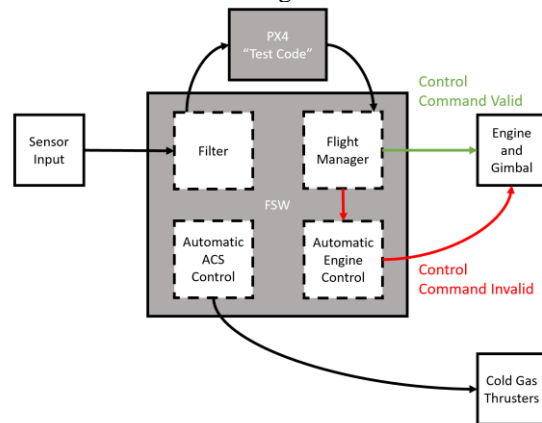 PX4
“Test Code”
Control
Command Valid
Sensor
Input
Filter
Flight
Manager
Engine
and
Gimbal
FSW
Automatic
ACS
Control
Automatic
Engine
Control
Control
Command Invalid
Cold Gas
Thrusters